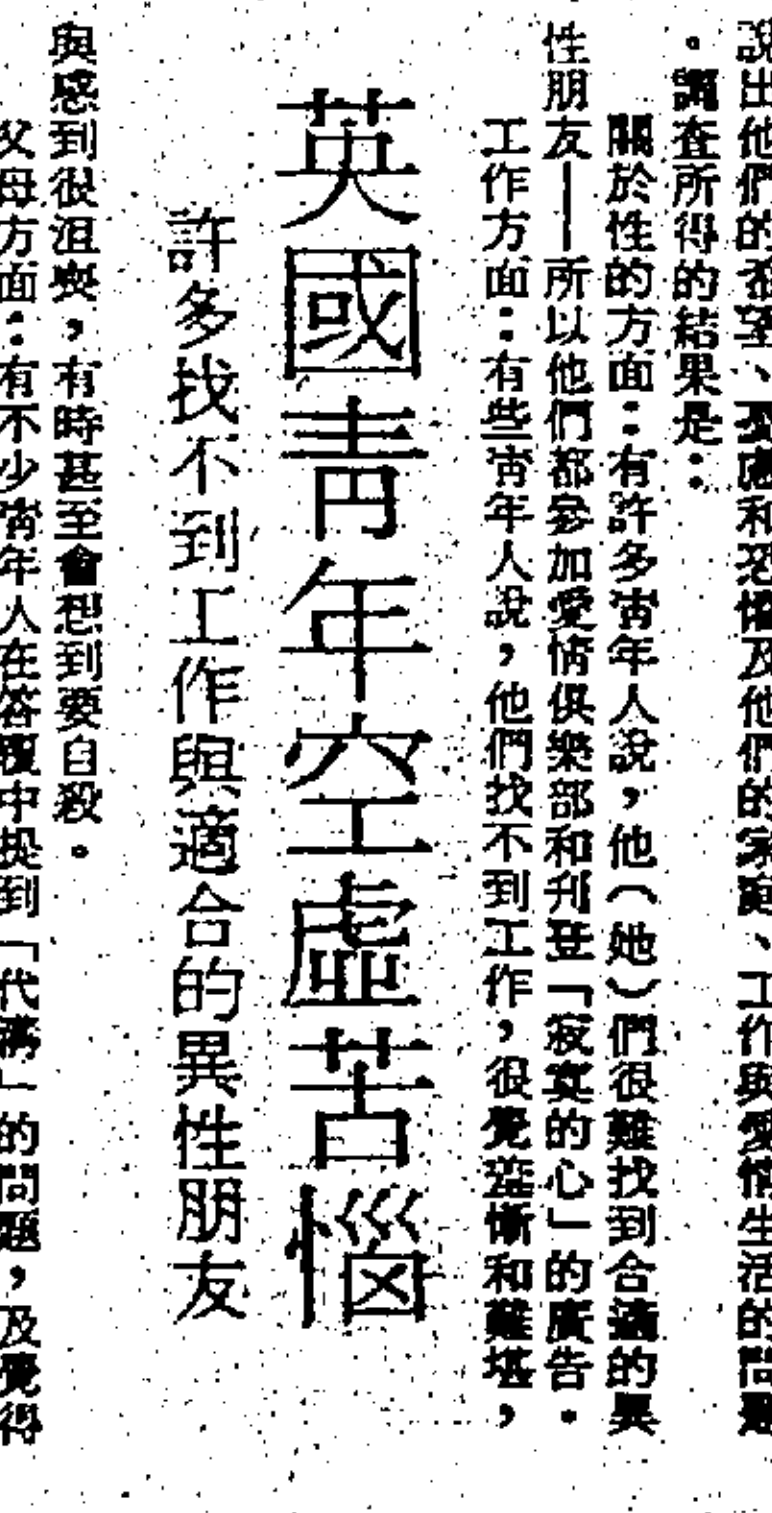 說出他們的希望、憂慮和恐懼及他們的家庭、工作與愛情生活的問題
。調查所得的結果是：
關於性的方面：有許多青年人說，他（她）們很難找到合適的異
性朋友——所以他們都參加愛情俱樂部和刋登「寂寞的心」的廣告。
工作方面：有些青年人說，他們找不到工作，很覺羞慚和難堪，
英國青年空虛苦惱
許多找不到工作與適合的異性朋友
與感到很沮喪，有時甚至會想到要自殺。
父母方面：有不少青年人在答覆中提到「代溝」的問題，及覺得